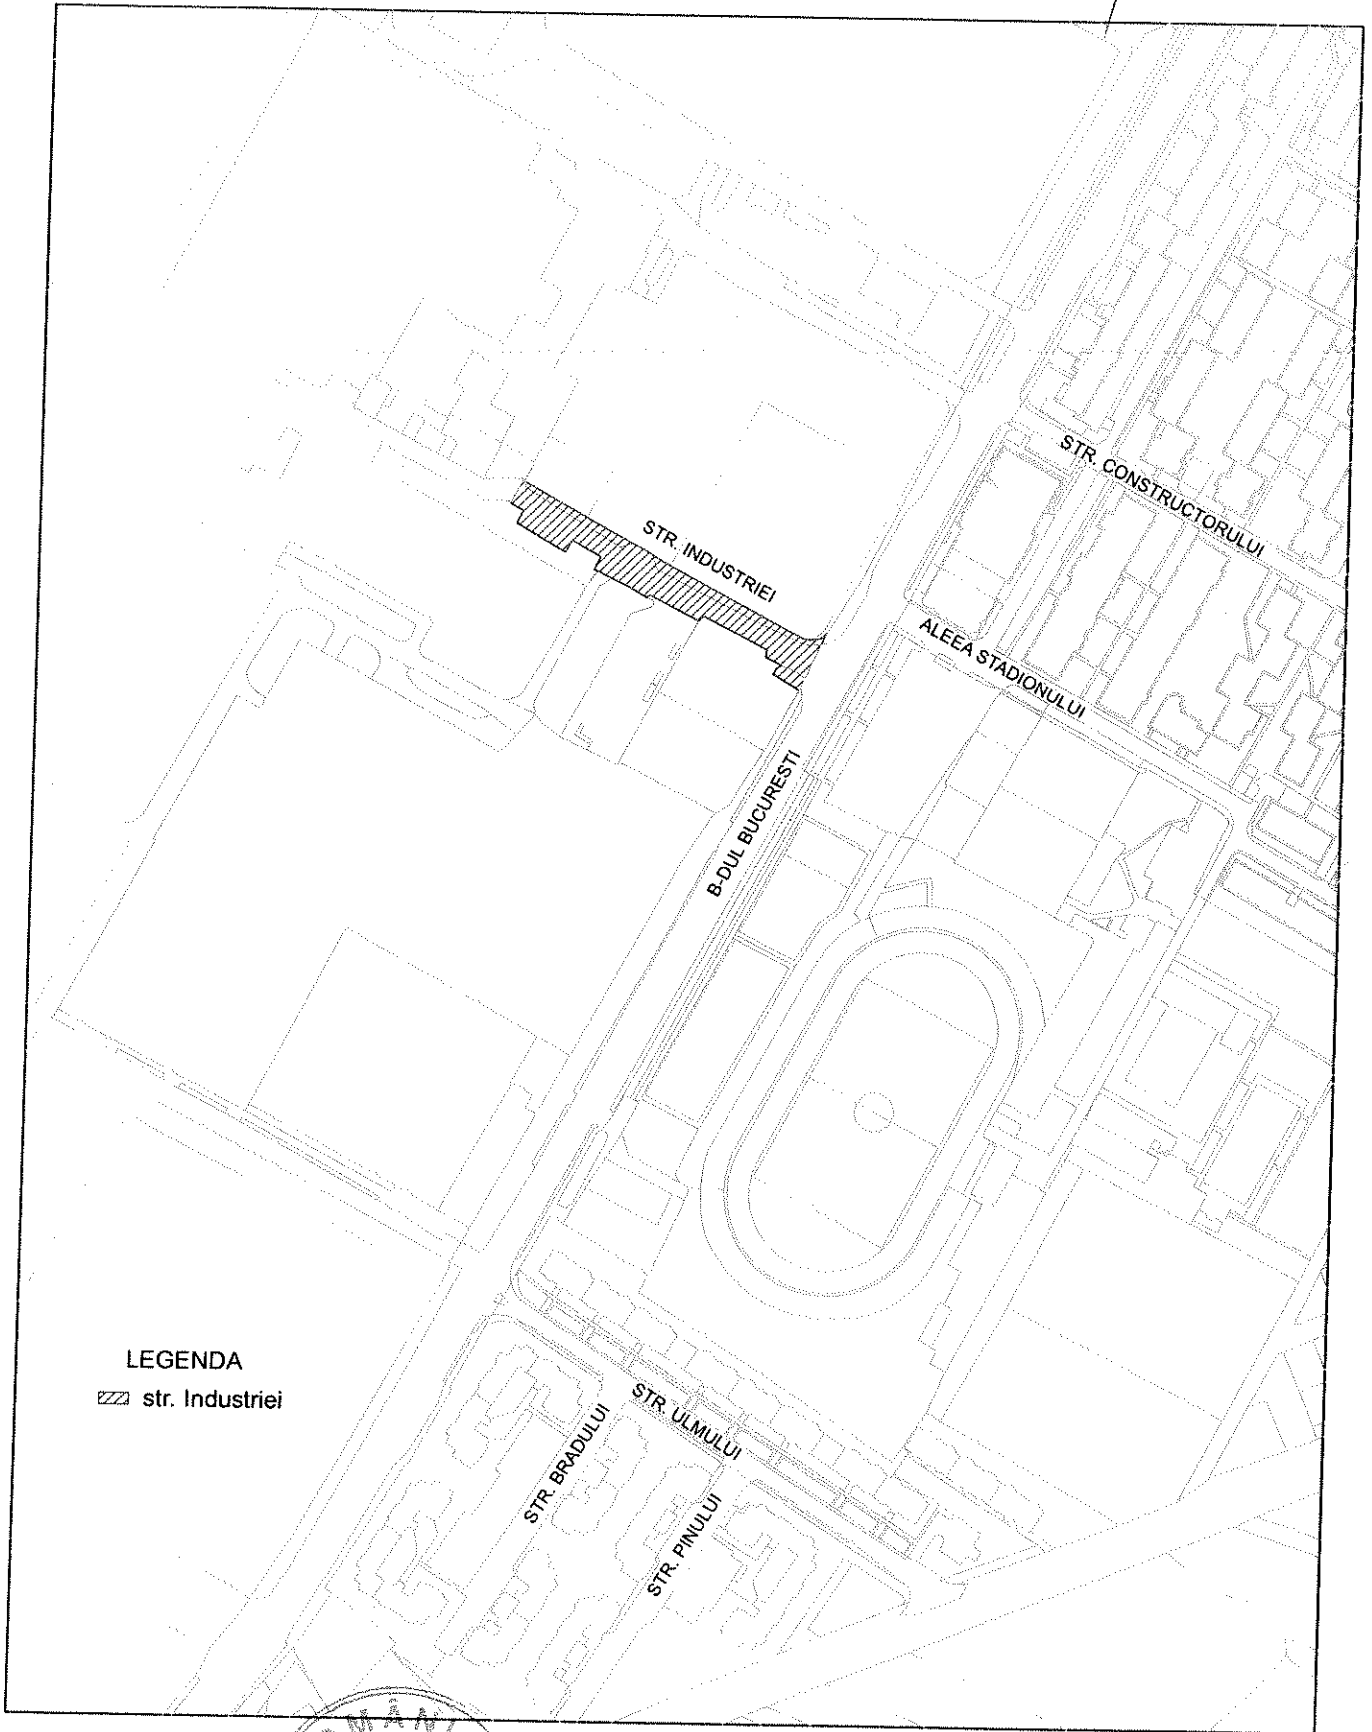 STR. CONSTRUCTORULUI
STR. INDUSTRIEI
ALEEA STADIONULUI
B-DUL BUCURESTI
LEGENDA
str. Industriei
STR. ULMULUI
STR. BRADULUI
STR. PINULUI